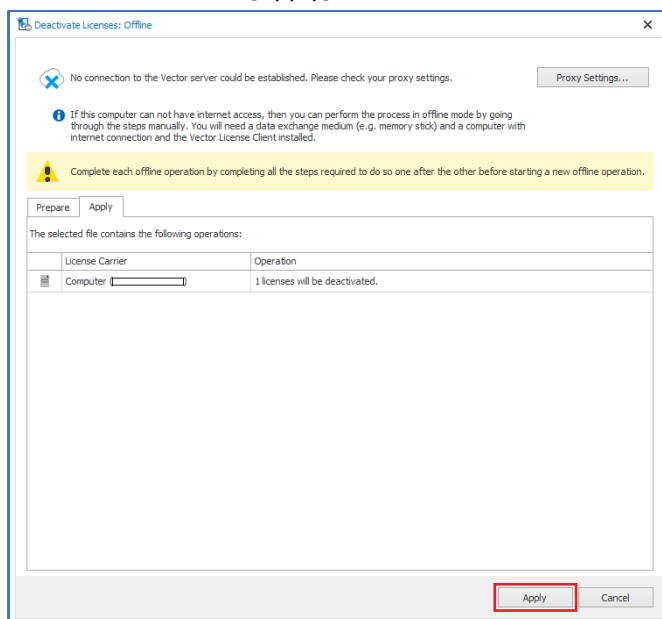 Deactivate Licenses: Offline
No connection to the Vector server could be established. Please check your proxy settings.
Proxy Settings...
If this computer can not have internet access, then you can perform the process in offline mode by going
through the steps manually. You will need a data exchange medium (e.g. memory stick) and a computer with
internet connection and the Vector License Client installed.
Complete each offline operation by completing all the steps required to do so one after the other before starting a new offline operation.
Prepare Apply
The selected file contains the following operations:
License Carrier Operation
Computer ( ) 1 licenses will be deactivated.
Apply Cancel